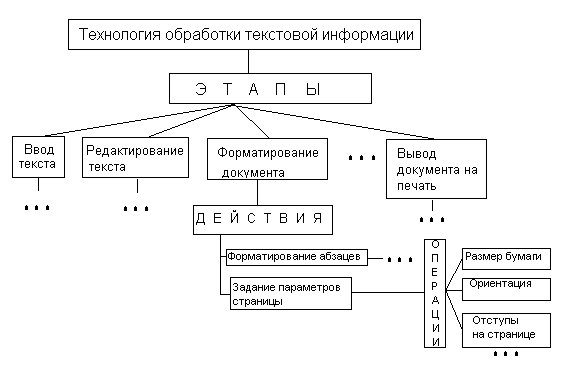 Технология обработки текстовой информации
Э Т А П Ы
Ввод
текста
Редактирование
текста
Форматирование
документа
...
Вывод
документа на
печать
...
...
...
Д Е Й С Т В И Я
Форматирование абзацев
...
Задание параметров
страницы
О
П
Е
Р
А
Ц
И
И
Размер бумаги
Ориентация
Отступы
на странице
...